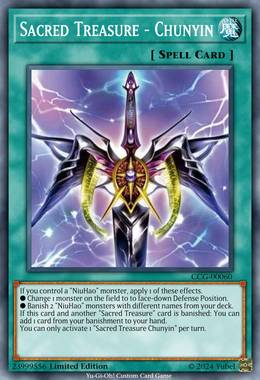 SACRED TREASURE - CHUNYIN
[ SPELL CARD ]
CCG-00060
If you control a "NiuHao" monster, apply 1 of these effects.
● Change 1 monster on the field to to face-down Defense Position.
● Banish 2 "NiuHao" monsters with different names from your deck.
If this card and another "Sacred Treasure" card is banished: You can
add 1 card from your banishment to your hand.
You can only activate 1 "Sacred Treasure Chunyin" per turn.
23999556 Limited Edition
© 2024 Yubel
Yu-Gi-Oh! Custom Card Game